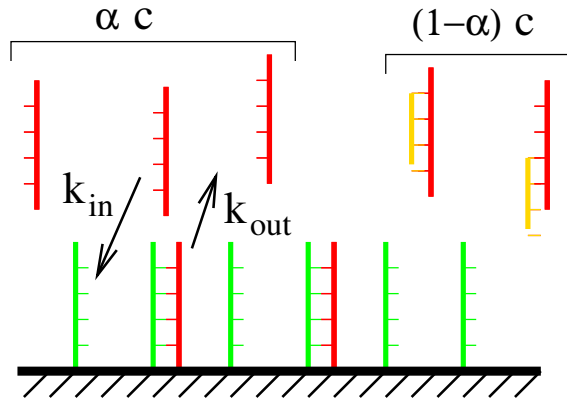 α c
(1−α) c
k_in
k_out